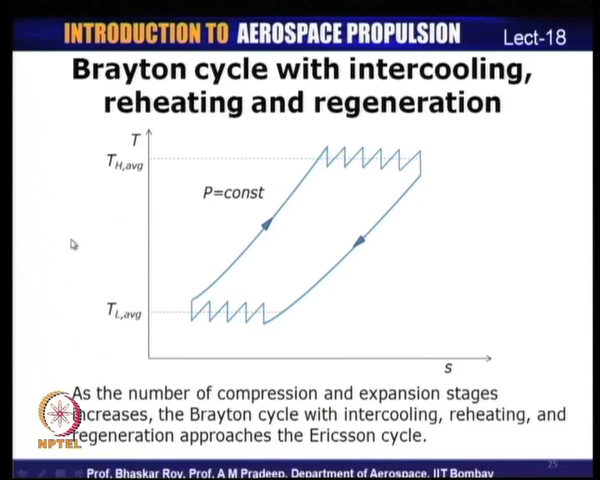 INTRODUCTION TO AEROSPACE PROPULSION Lect-18
Brayton cycle with intercooling,
reheating and regeneration
T
T_H,avg
P=const
T_L,avg
s
As the number of compression and expansion stages
increases, the Brayton cycle with intercooling, reheating, and
regeneration approaches the Ericsson cycle.
NPTEL
25
Prof. Bhaskar Roy, Prof. A M Pradeep, Department of Aerospace, IIT Bombay